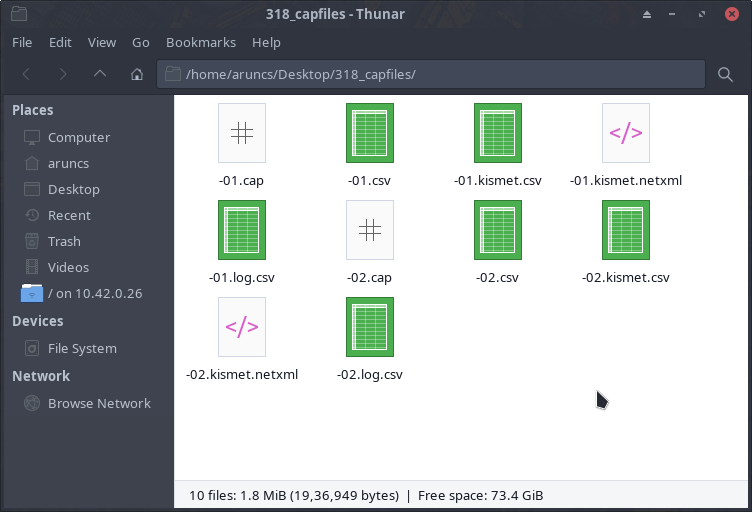 318_capfiles - Thunar
File Edit View Go Bookmarks Help
/home/aruncs/Desktop/318_capfiles/
Places
Computer
aruncs
Desktop
Recent
Trash
Videos
/ on 10.42.0.26
Devices
File System
Network
Browse Network
-01.cap -01.csv -01.kismet.csv -01.kismet.netxml
-01.log.csv -02.cap -02.csv -02.kismet.csv
-02.kismet.netxml -02.log.csv
10 files: 1.8 MiB (19,36,949 bytes) | Free space: 73.4 GiB